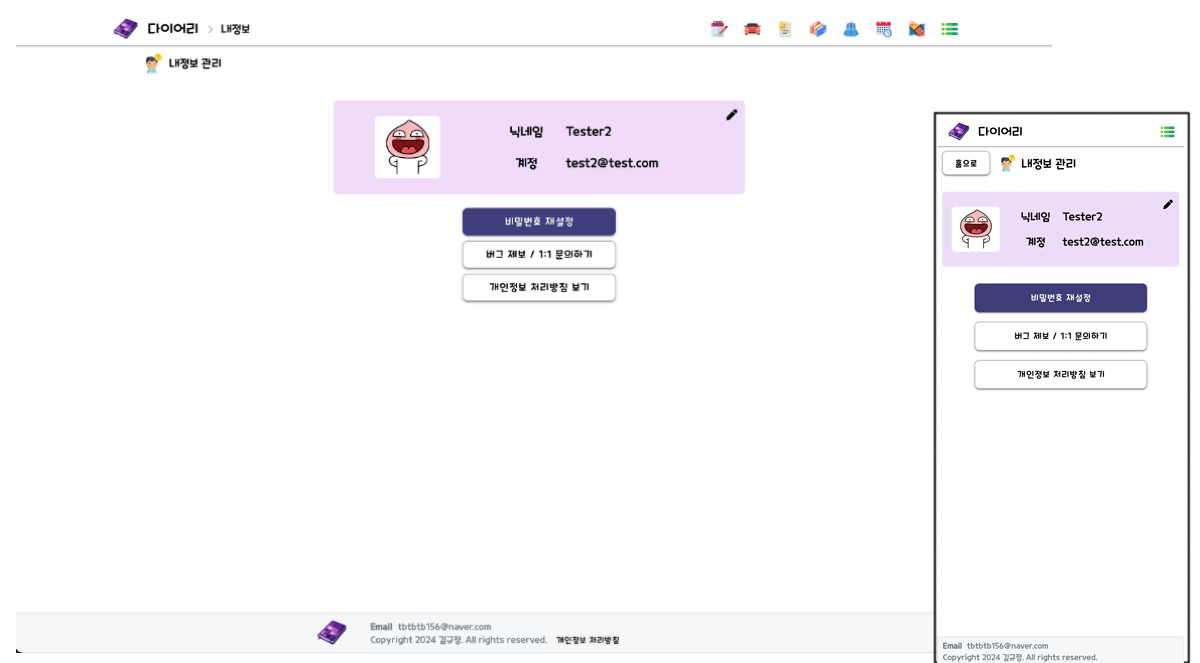 다이어리 > 내정보
내정보 관리
닉네임 Tester2
계정 test2@test.com
비밀번호 재설정
버그 제보 / 1:1 문의하기
개인정보 처리방침 보기
Email tbtbtb156@naver.com
Copyright 2024 김규정. All rights reserved. 개인정보 처리방침
다이어리
홈으로 내정보 관리
닉네임 Tester2
계정 test2@test.com
비밀번호 재설정
버그 제보 / 1:1 문의하기
개인정보 처리방침 보기
Email tbtbtb156@naver.com
Copyright 2024 김규정. All rights reserved.